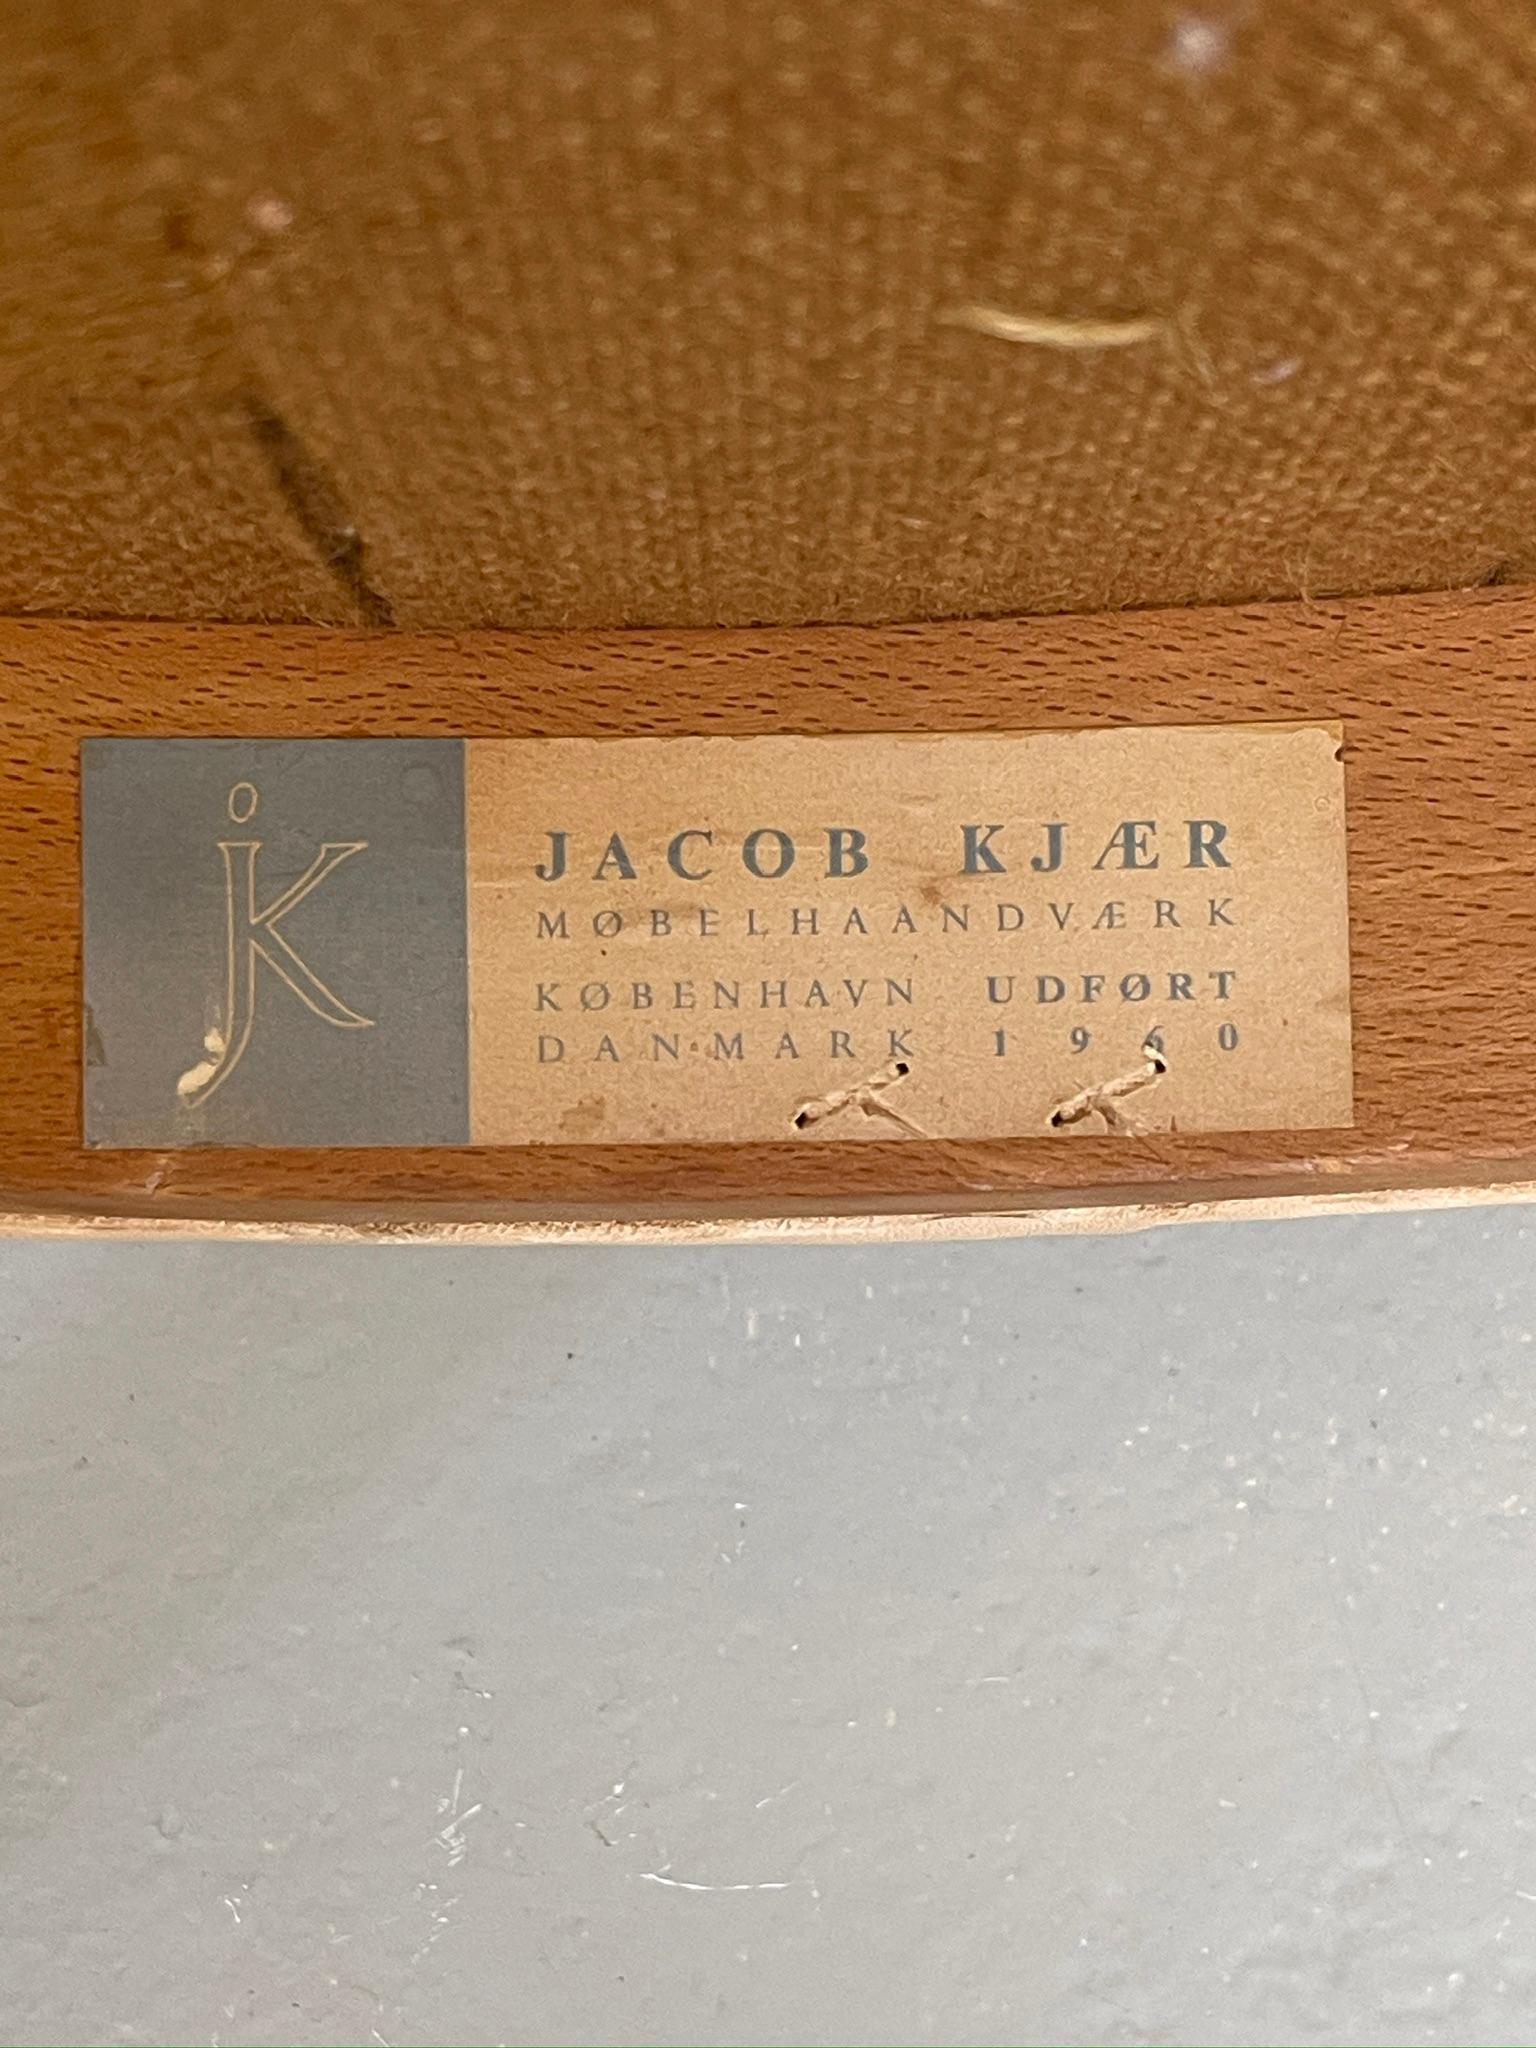 jK
JACOB KJÆR
MØBELHAANDVÆRK
KØBENHAVN UDFØRT
DANMARK 1960